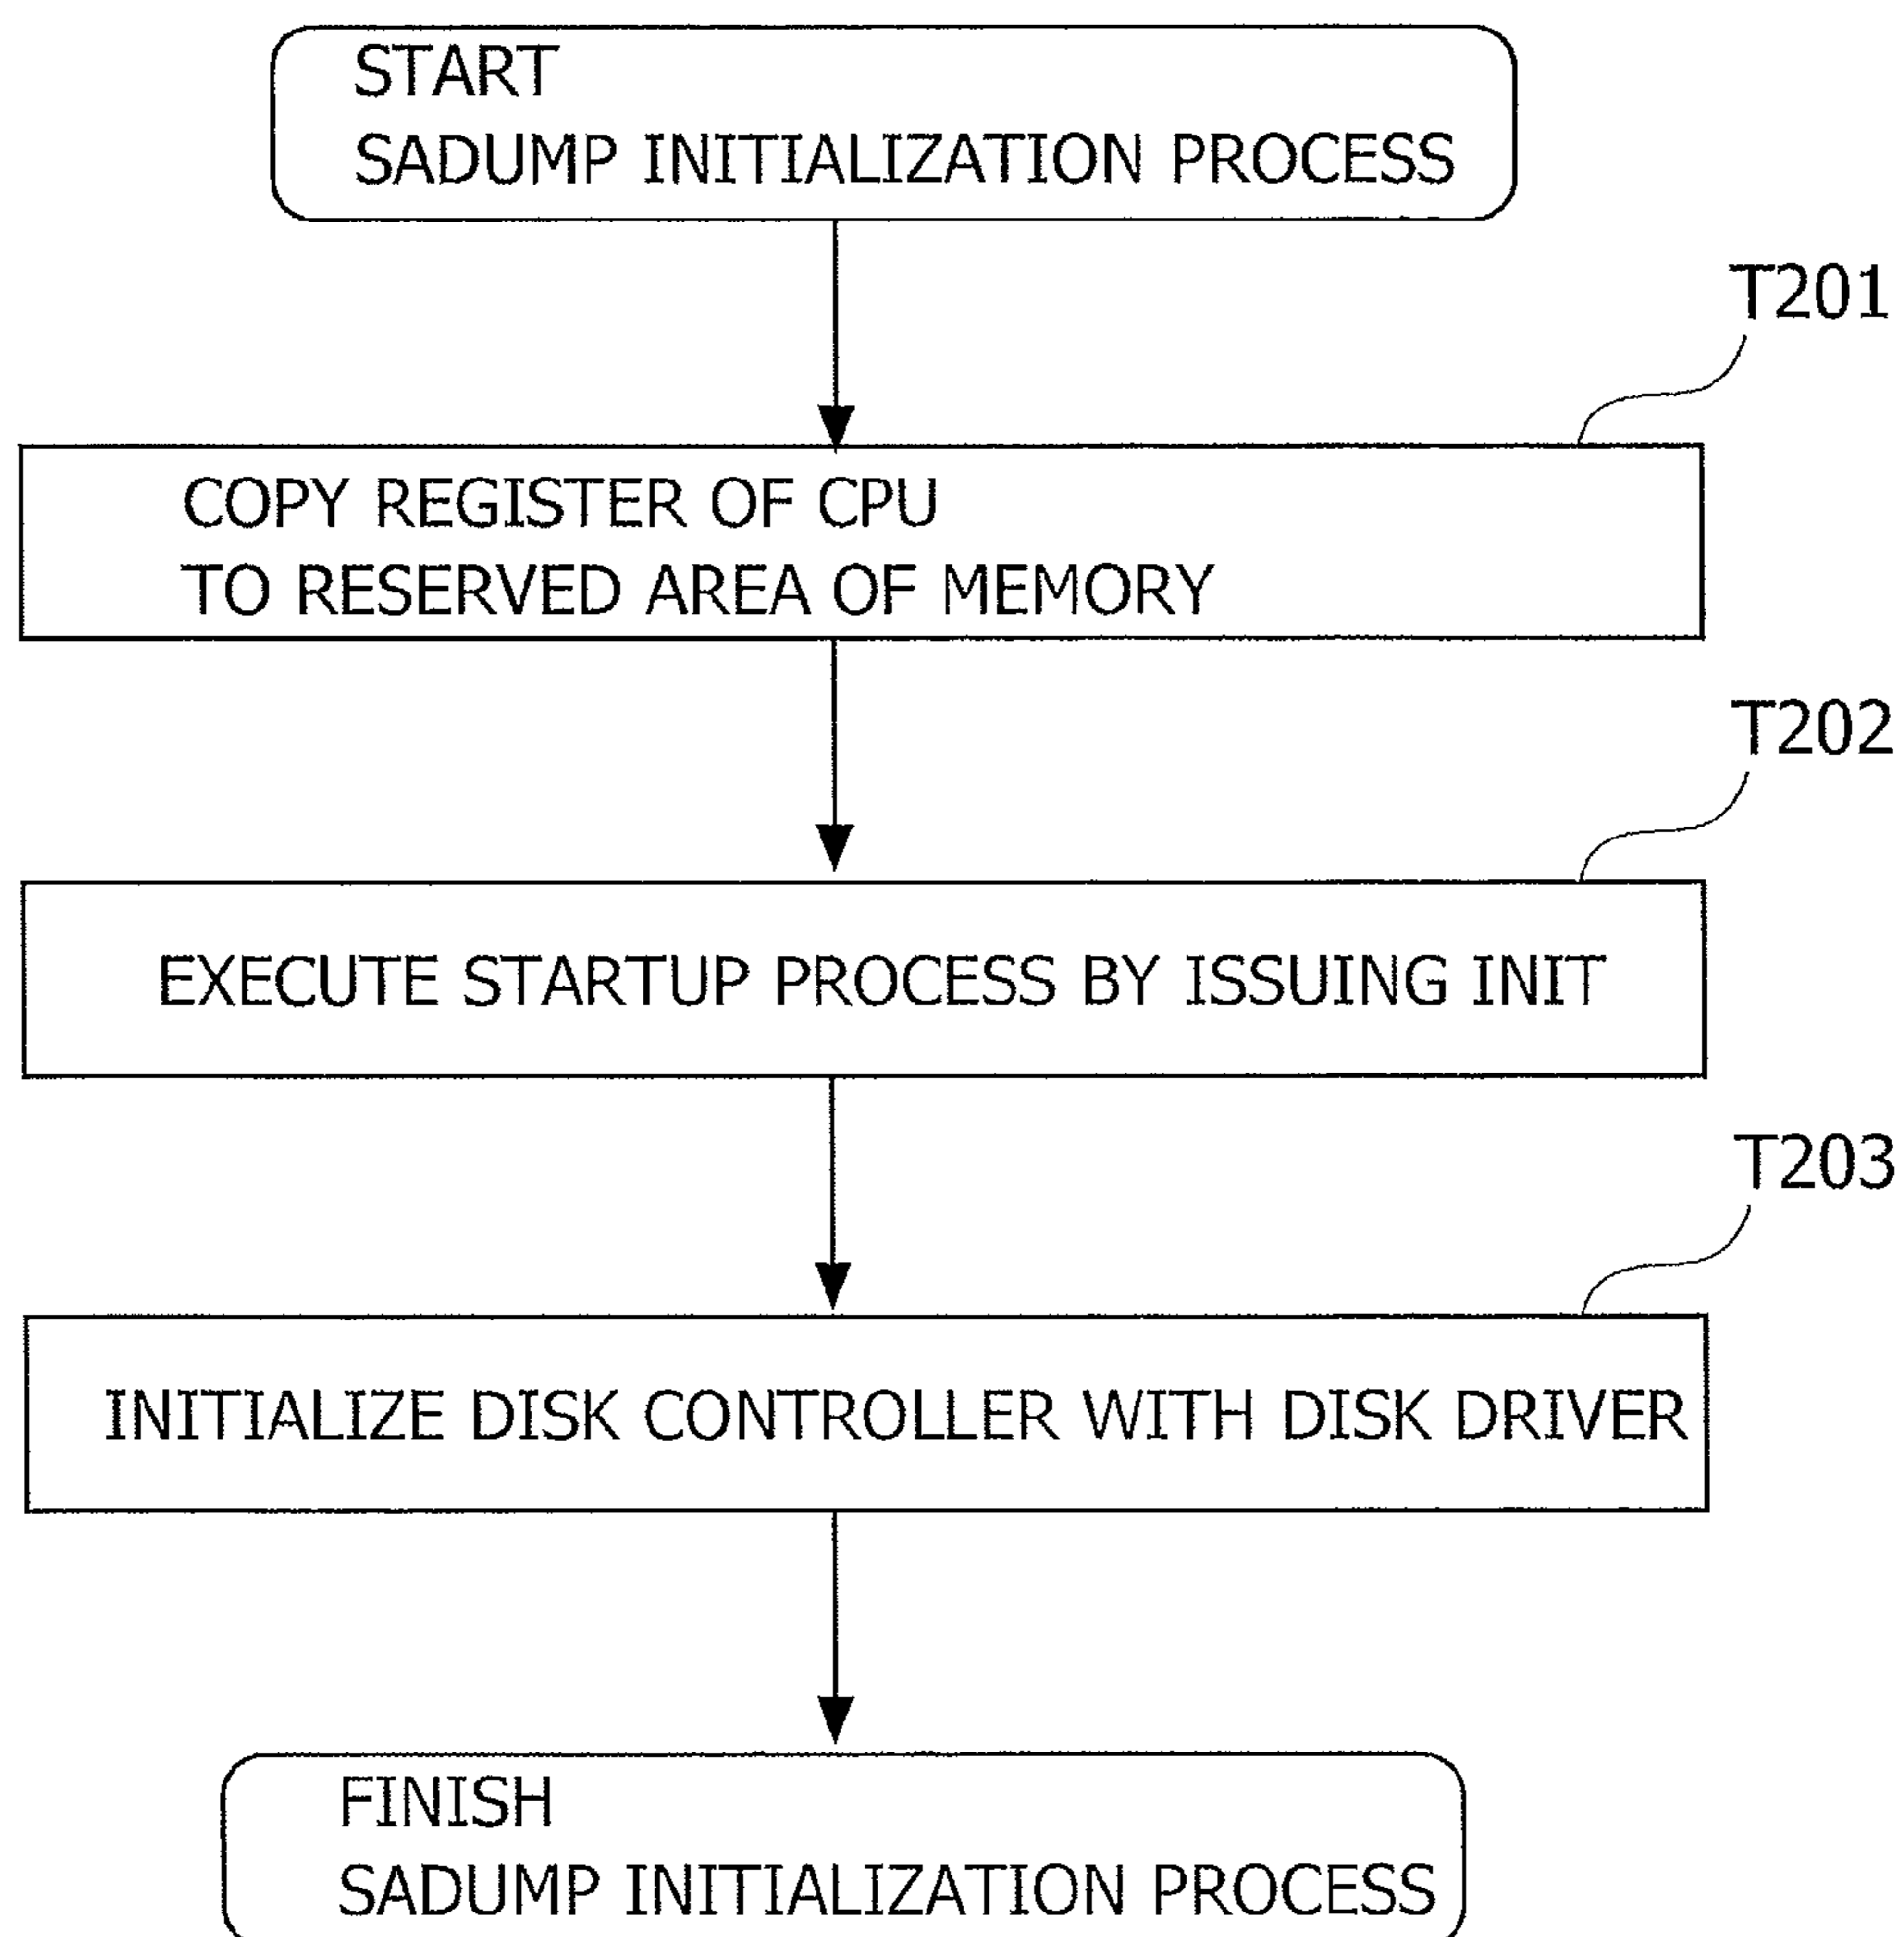 START
SADUMP INITIALIZATION PROCESS
T201
COPY REGISTER OF CPU
TO RESERVED AREA OF MEMORY
T202
EXECUTE STARTUP PROCESS BY ISSUING INIT
T203
INITIALIZE DISK CONTROLLER WITH DISK DRIVER
FINISH
SADUMP INITIALIZATION PROCESS